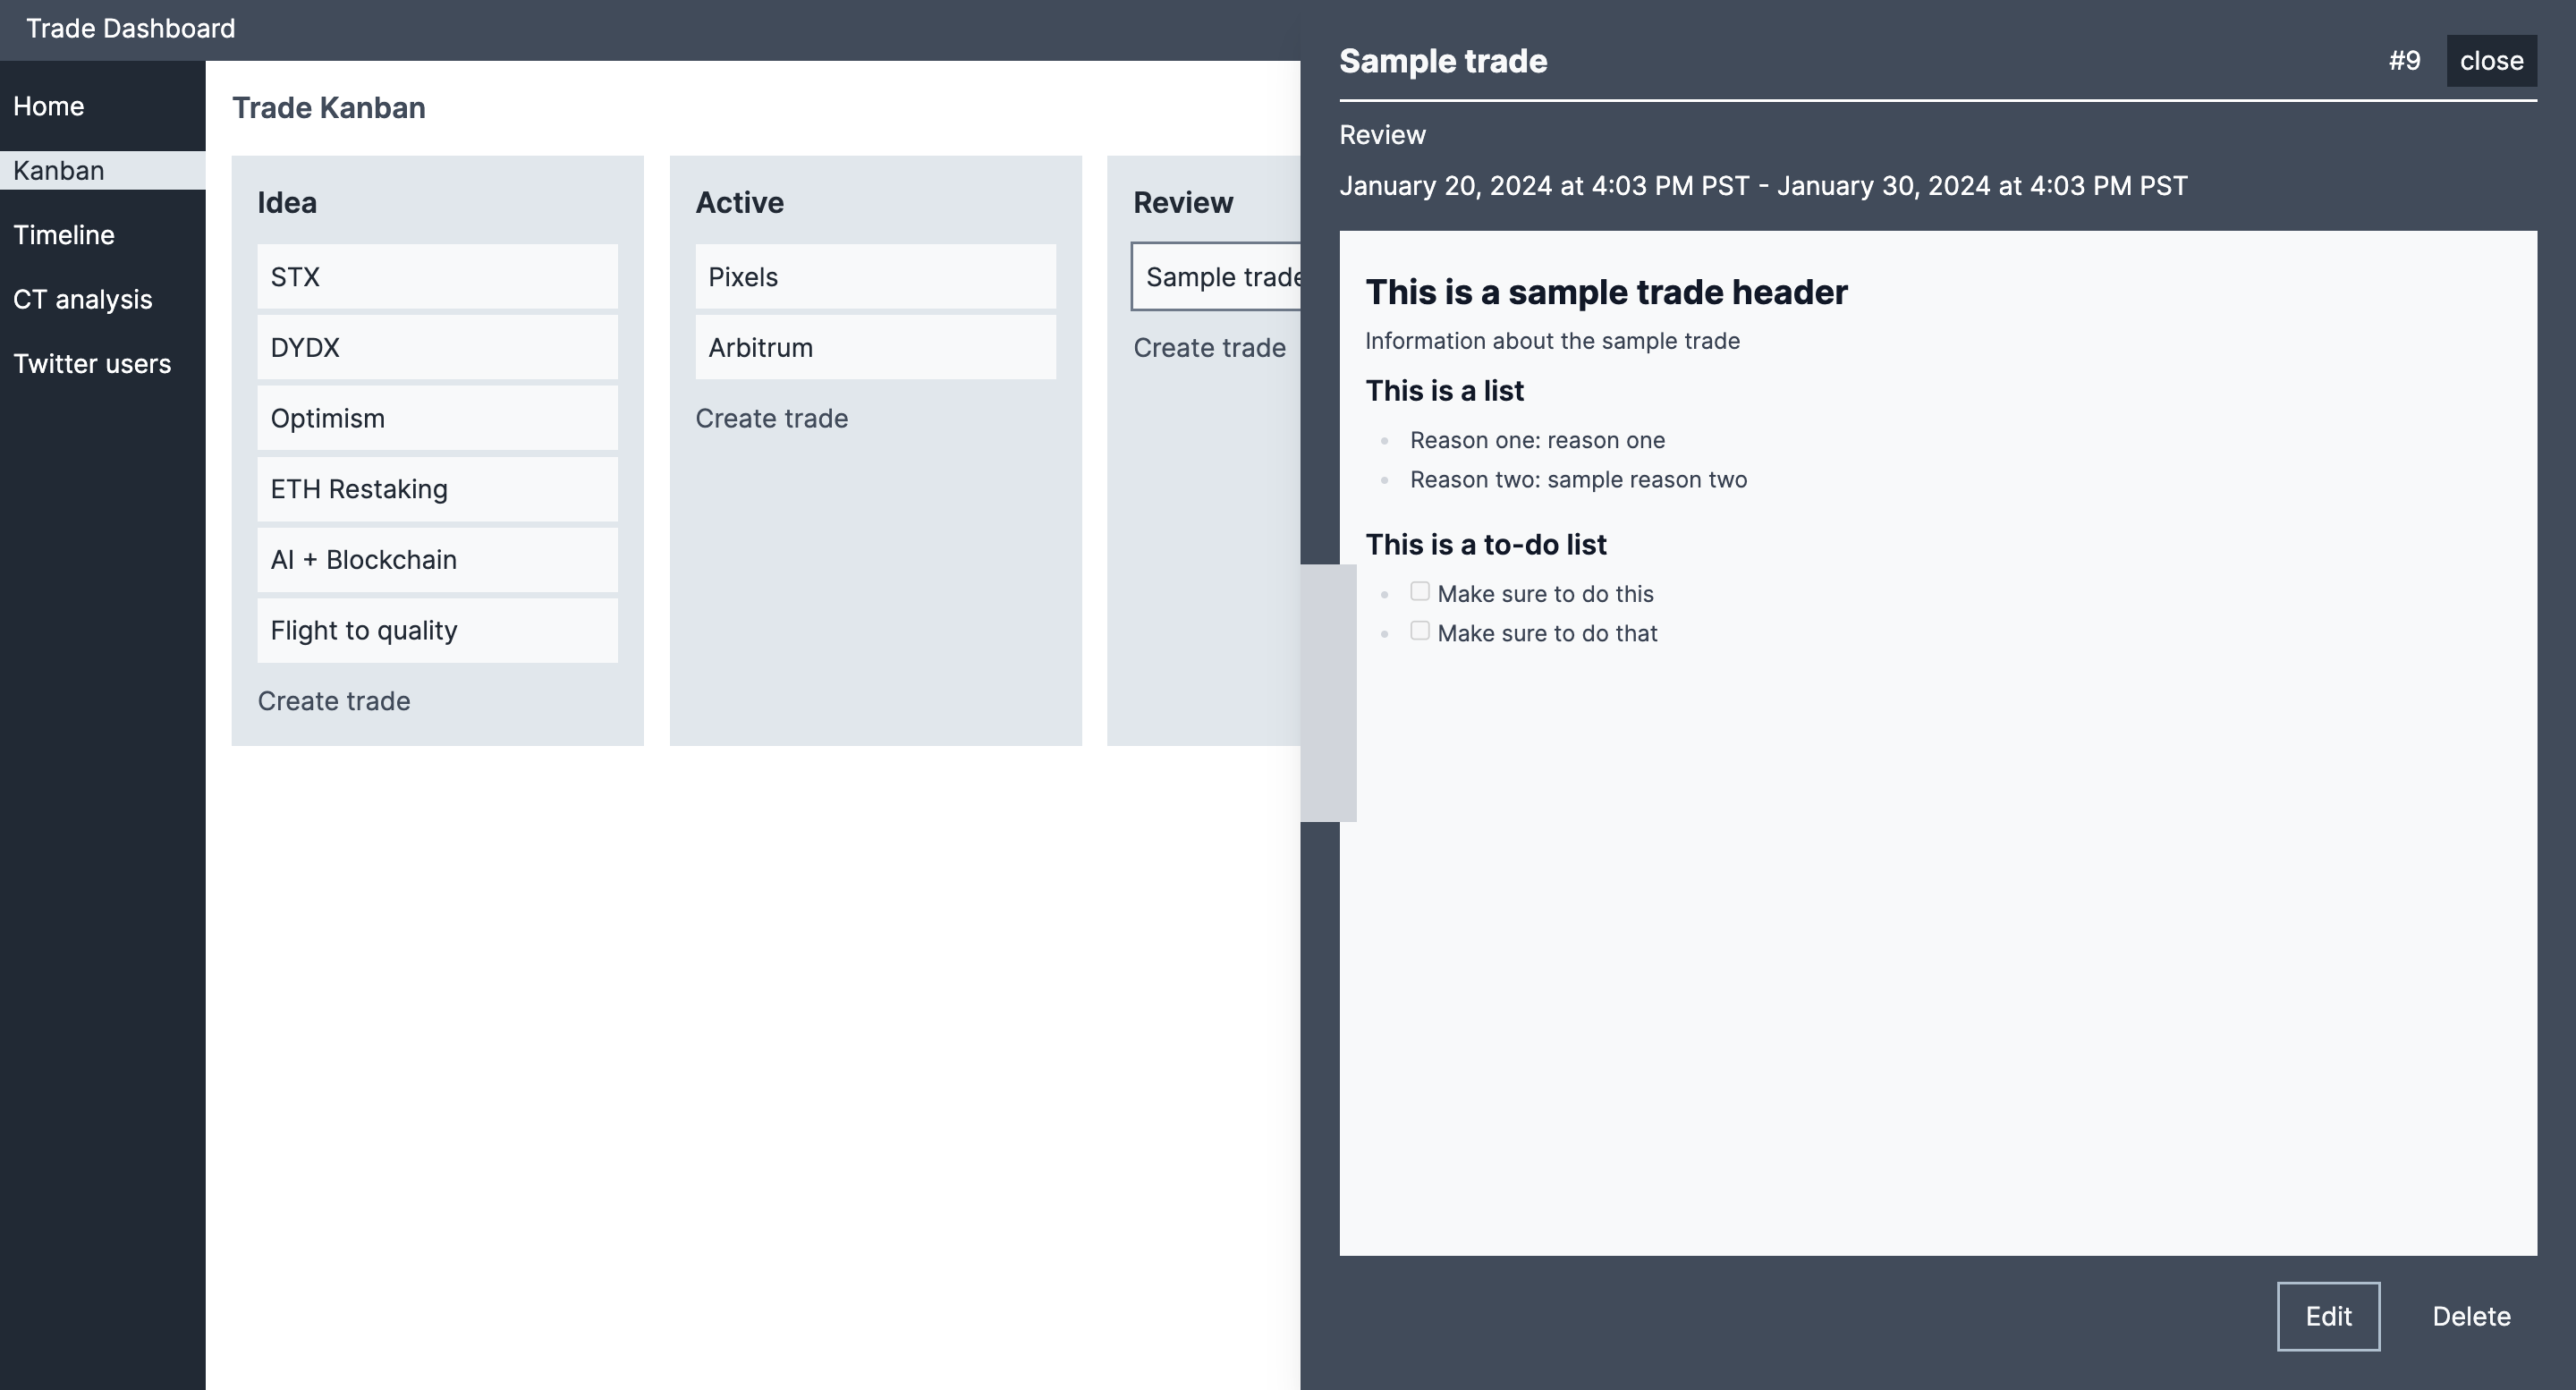 Trade Dashboard
Home
Kanban
Timeline
CT analysis
Twitter users
Trade Kanban
Idea
STX
DYDX
Optimism
ETH Restaking
AI + Blockchain
Flight to quality
Create trade
Active
Pixels
Arbitrum
Create trade
Review
Sample trade
Create trade
Sample trade
#9
close
Review
January 20, 2024 at 4:03 PM PST - January 30, 2024 at 4:03 PM PST
This is a sample trade header
Information about the sample trade
This is a list
Reason one: reason one
Reason two: sample reason two
This is a to-do list
Make sure to do this
Make sure to do that
Edit
Delete